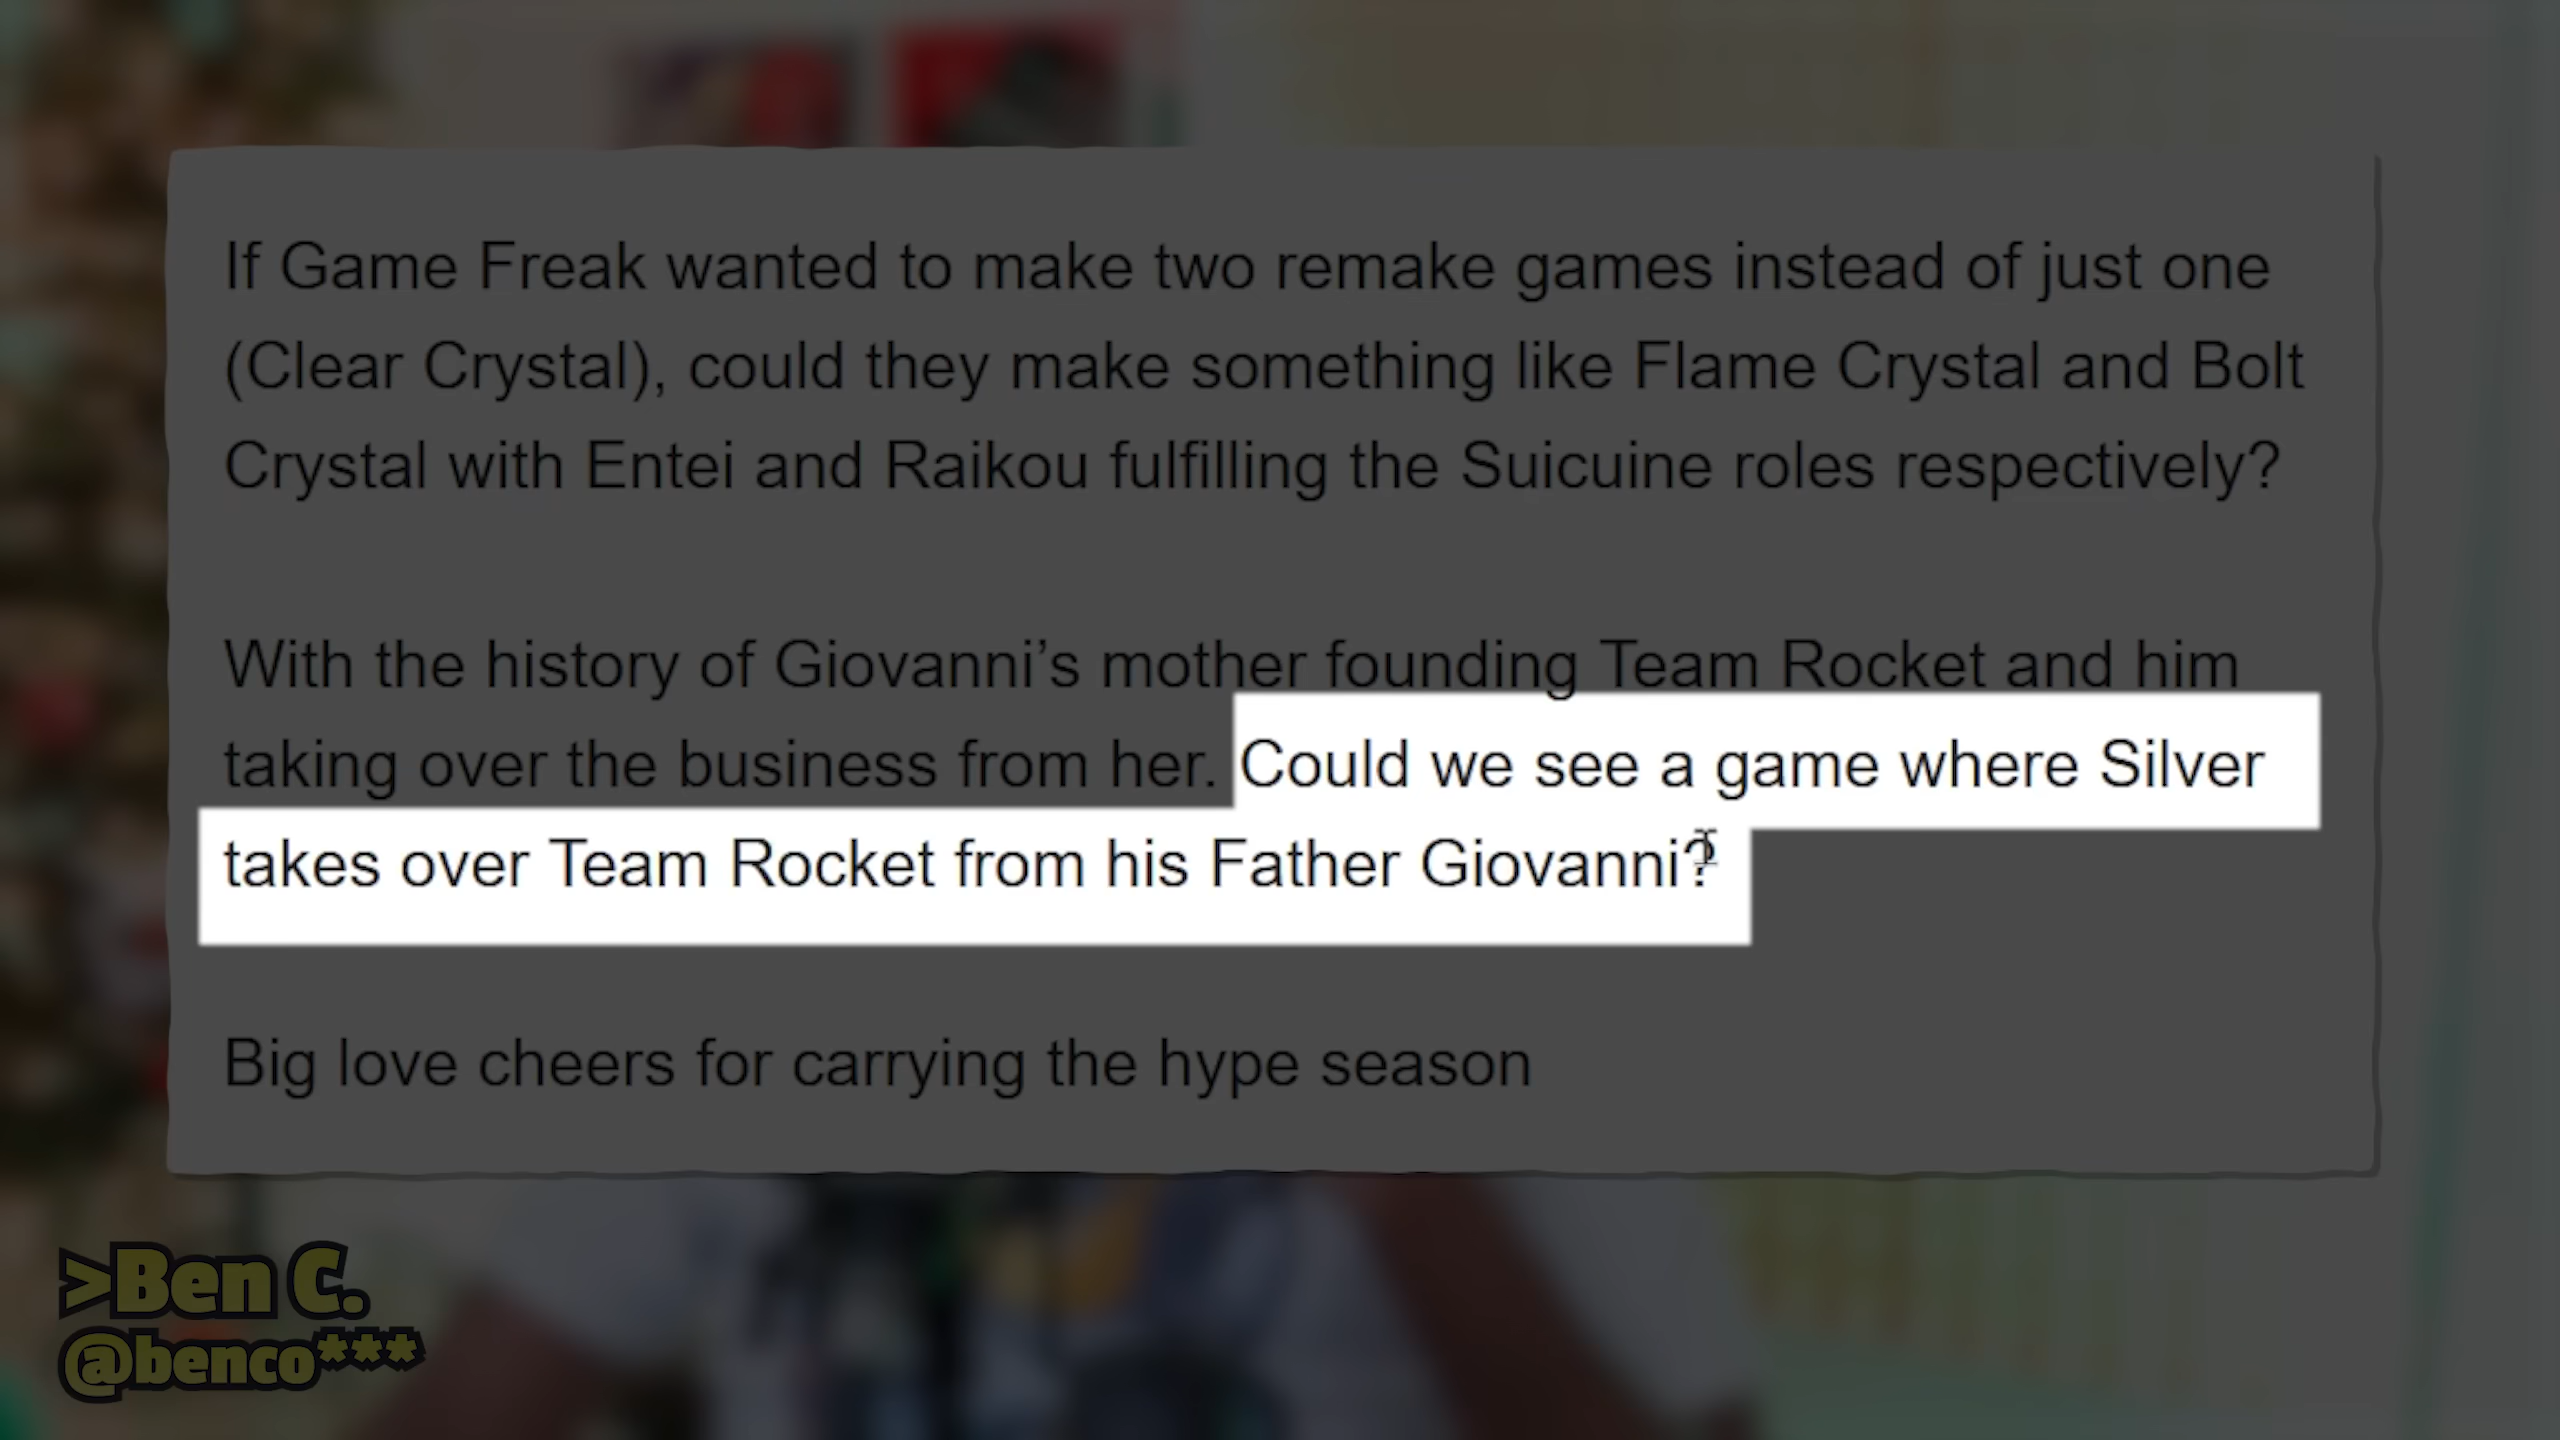 If Game Freak wanted to make two remake games instead of just one
(Clear Crystal), could they make something like Flame Crystal and Bolt
Crystal with Entei and Raikou fulfilling the Suicuine roles respectively?
With the history of Giovanni’s mother founding Team Rocket and him
taking over the business from her. Could we see a game where Silver
takes over Team Rocket from his Father Giovanni?
Big love cheers for carrying the hype season
>Ben C.
@benco***